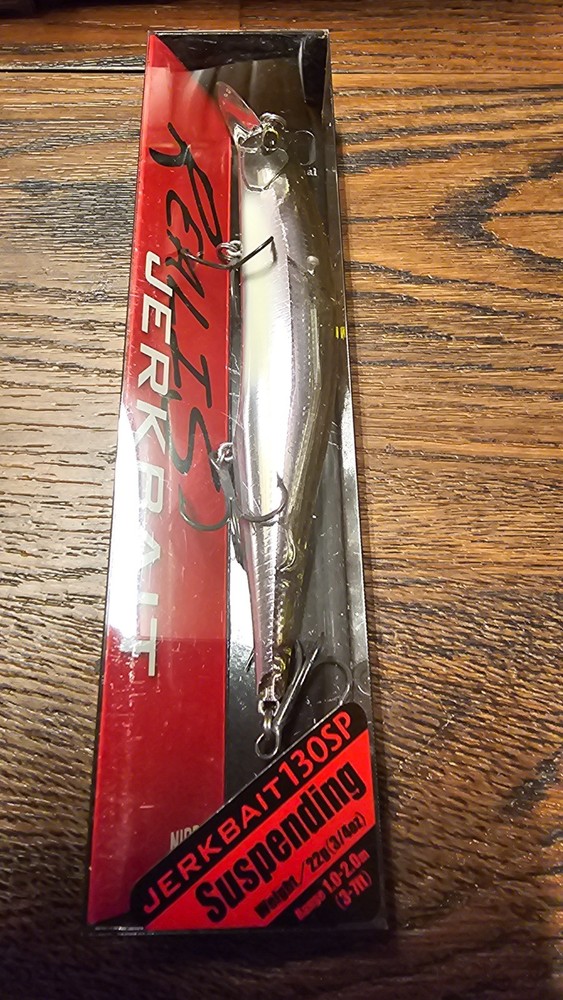 REALIS
JERKBAIT
JERKBAIT130SP
Suspending
Weight/22g(3/4oz)
Range 1.0-2.0m
(3-7ft)